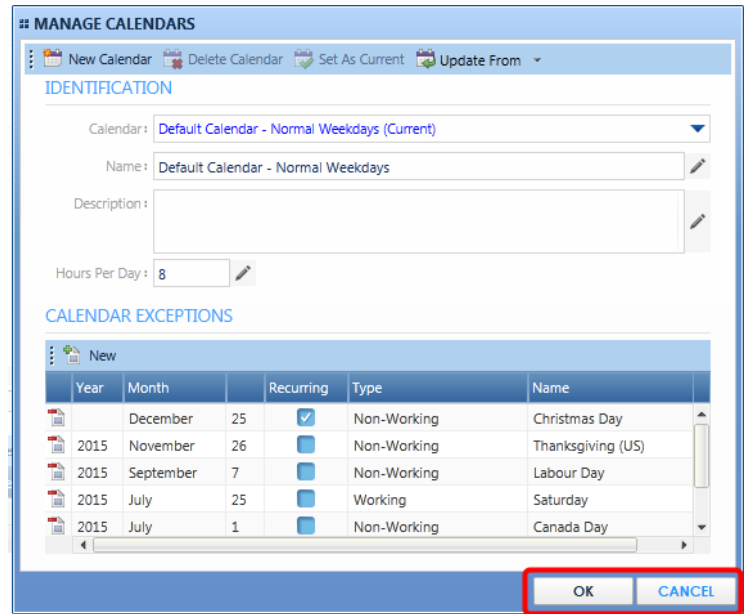 MANAGE CALENDARS
New Calendar Delete Calendar Set As Current Update From
IDENTIFICATION
Calendar: Default Calendar - Normal Weekdays (Current)
Name: Default Calendar - Normal Weekdays
Description:
Hours Per Day: 8
CALENDAR EXCEPTIONS
New
Year Month Recurring Type Name
December 25 Non-Working Christmas Day
2015 November 26 Non-Working Thanksgiving (US)
2015 September 7 Non-Working Labour Day
2015 July 25 Working Saturday
2015 July 1 Non-Working Canada Day
OK CANCEL